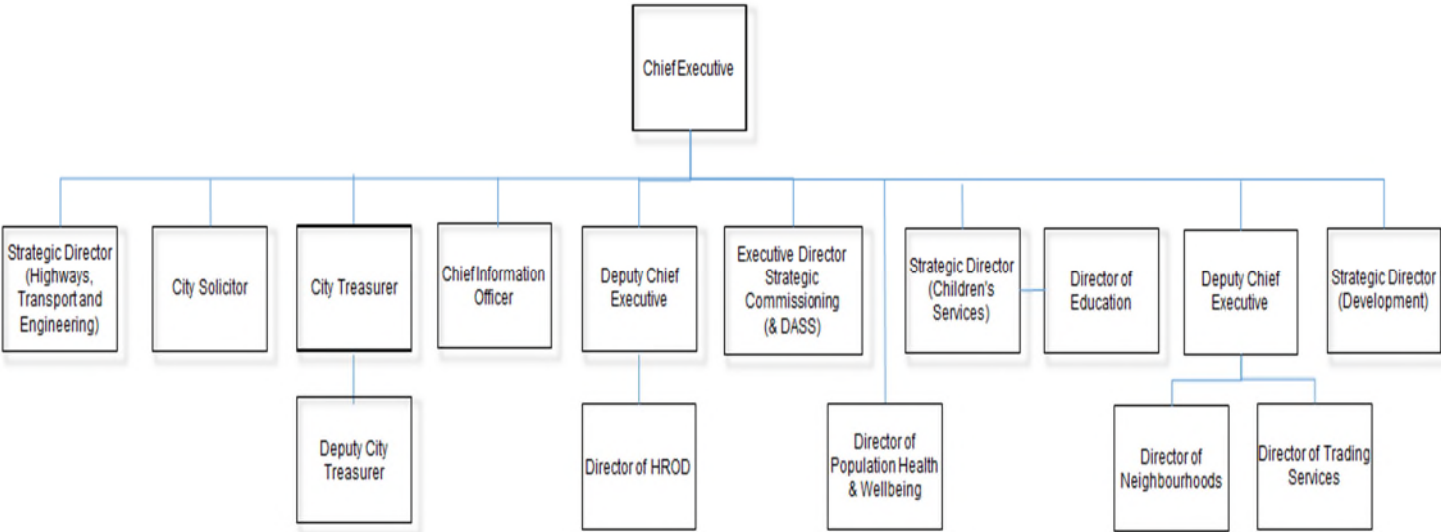 Chief Executive
Strategic Director
(Highways,
Transport and
Engineering)
City Solicitor
City Treasurer
Chief Information
Officer
Deputy Chief
Executive
Executive Director
Strategic
Commissioning
(& DASS)
Strategic Director
(Children's
Services)
Director of
Education
Deputy Chief
Executive
Strategic Director
(Development)
Deputy City
Treasurer
Director of HROD
Director of
Population Health
& Wellbeing
Director of
Neighbourhoods
Director of Trading
Services